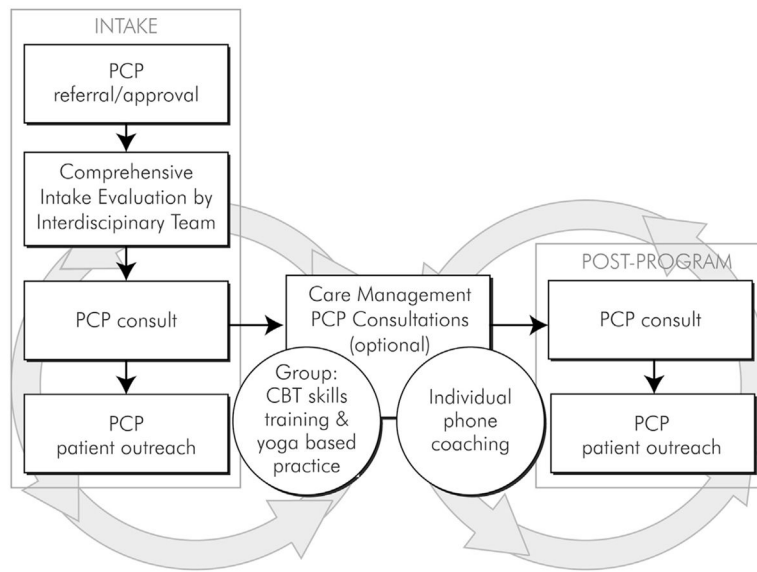 INTAKE
PCP
referral/approval
Comprehensive
Intake Evaluation by
Interdiscipinary Team
PCP consult
PCP
patient outreach
Care Management
PCP Consultations
(optional)
Group:
CBT skills
training &
yoga based
practice
Individual
phone
coaching
POST-PROGRAM
PCP consult
PCP
patient outreach